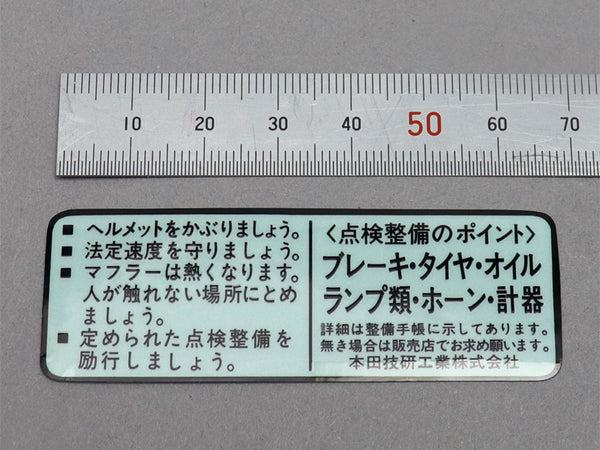 10 20 30 40 50 60 70
■ ヘルメットをかぶりましょう。
■ 法定速度を守りましょう。
■ マフラーは熱くなります。
人が触れない場所にとめ
ましょう。
■ 定められた点検整備を
励行しましょう。
〈点検整備のポイント〉
ブレーキ・タイヤ・オイル
ランプ類・ホーン・計器
詳細は整備手帳に示してあります。
無き場合は販売店でお求め願います。
本田技研工業株式会社